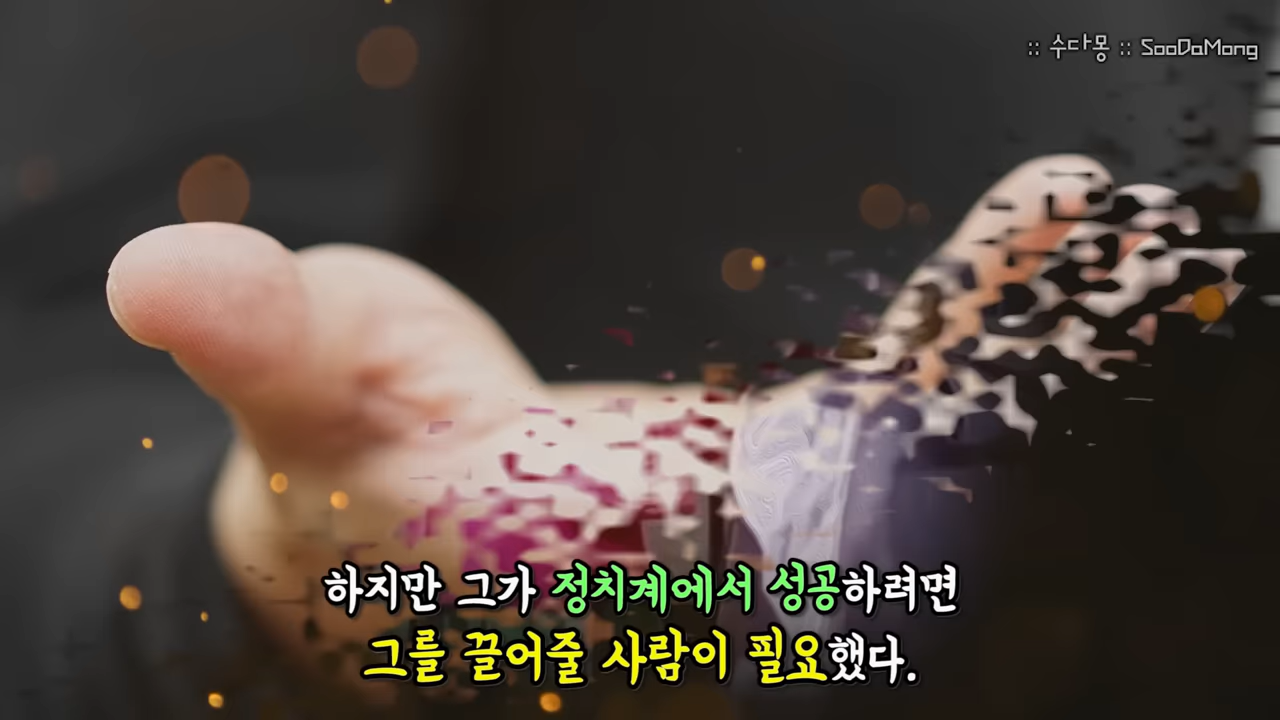 :: 수다몽 :: SooDaMong
하지만 그가 정치계에서 성공하려면
그를 끌어줄 사람이 필요했다.